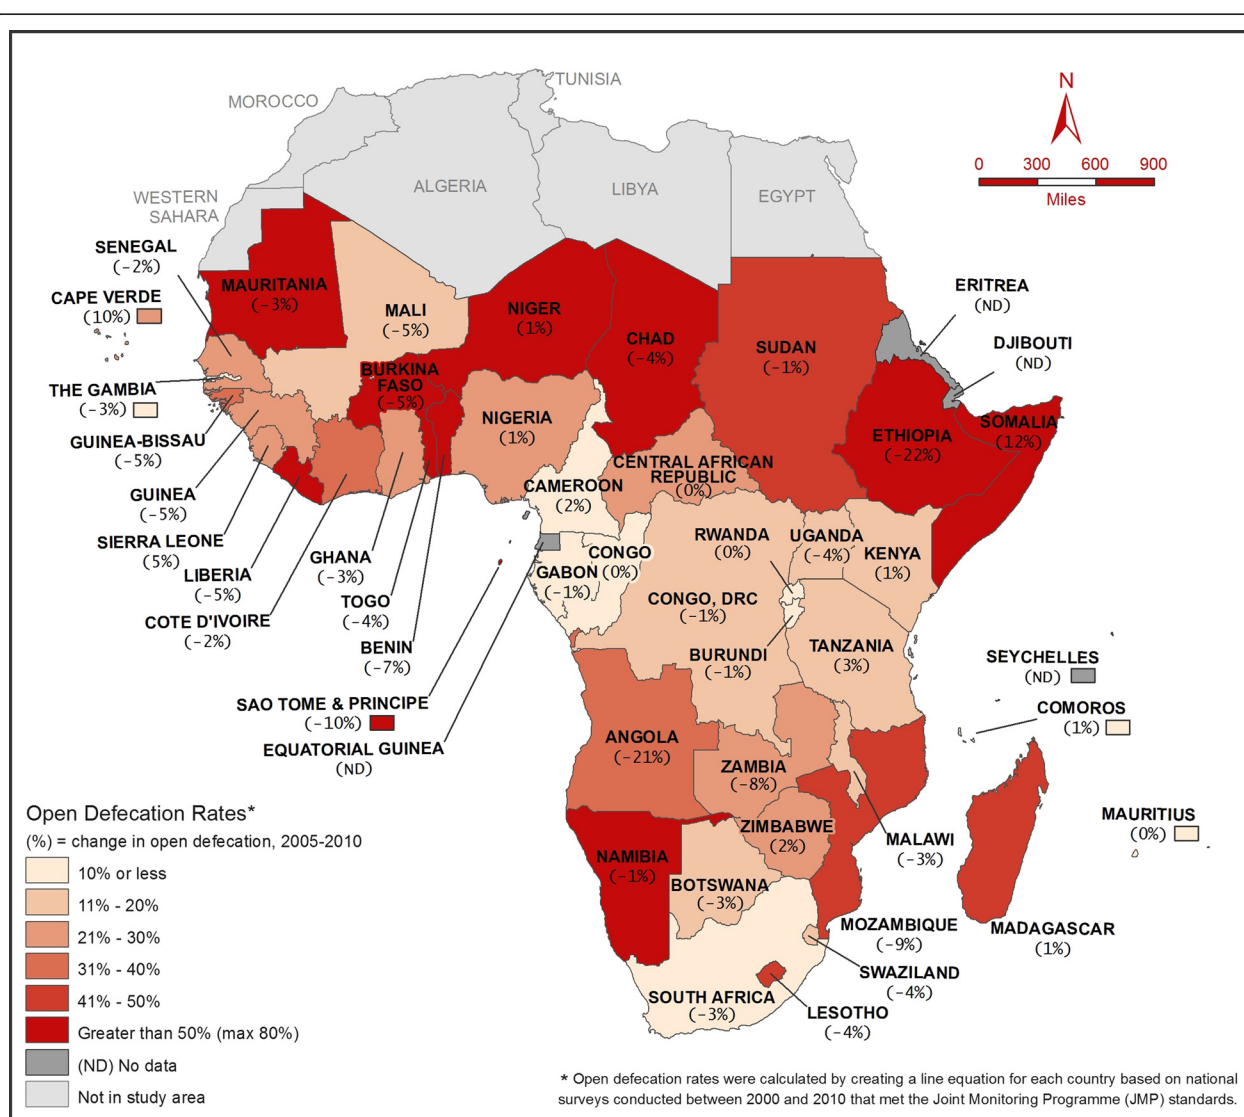 TUNISIA
MOROCCO
N
0 300 600 900
Miles
ALGERIA
LIBYA
EGYPT
WESTERN
SAHARA
SENEGAL
(-2%)
MAURITANIA
(-3%)
CAPE VERDE
(10%)
MALI
(-5%)
NIGER
(1%)
CHAD
(-4%)
SUDAN
(-1%)
ERITREA
(ND)
DJIBOUTI
(ND)
THE GAMBIA
(-3%)
BURKINA
FASO
(-5%)
NIGERIA
(1%)
ETHIOPIA
(-22%)
SOMALIA
(12%)
GUINEA-BISSAU
(-5%)
CENTRAL AFRICAN
REPUBLIC
(0%)
CAMEROON
(2%)
GUINEA
(-5%)
SIERRA LEONE
(5%)
LIBERIA
(-5%)
GHANA
(-3%)
COTE D'IVOIRE
(-2%)
TOGO
(-4%)
BENIN
(-7%)
RWANDA
(0%)
UGANDA
(-4%)
KENYA
(1%)
CONGO
(0%)
GABON
(-1%)
CONGO, DRC
(-1%)
BURUNDI
(-1%)
TANZANIA
(3%)
SEYCHELLES
(ND)
SAO TOME & PRINCIPE
(-10%)
EQUATORIAL GUINEA
(ND)
COMOROS
(1%)
ANGOLA
(-21%)
ZAMBIA
(-8%)
MAURITIUS
(0%)
ZIMBABWE
(2%)
MALAWI
(-3%)
NAMIBIA
(-1%)
BOTSWANA
(-3%)
MOZAMBIQUE
(-9%)
MADAGASCAR
(1%)
SWAZILAND
(-4%)
SOUTH AFRICA
(-3%)
LESOTHO
(-4%)
Open Defecation Rates*
(%) = change in open defecation, 2005-2010
10% or less
11% - 20%
21% - 30%
31% - 40%
41% - 50%
Greater than 50% (max 80%)
(ND) No data
Not in study area
* Open defecation rates were calculated by creating a line equation for each country based on national
surveys conducted between 2000 and 2010 that met the Joint Monitoring Programme (JMP) standards.